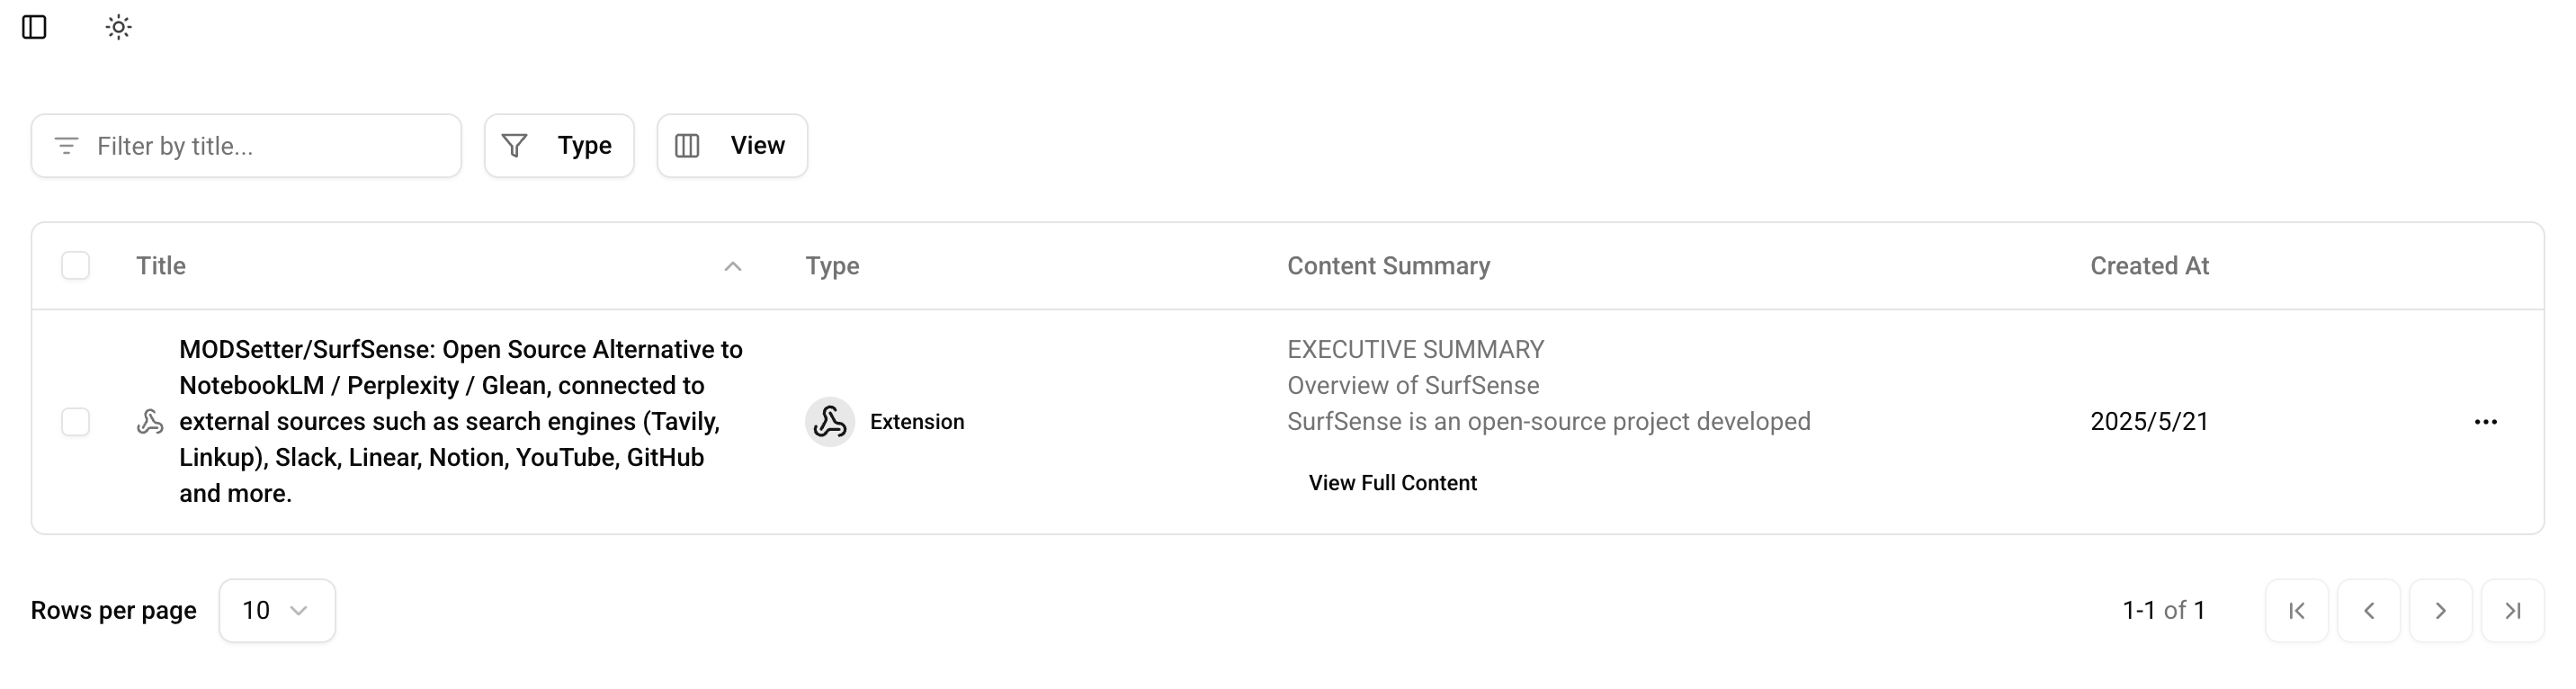 Filter by title...
Type
View
Title
Type
Content Summary
Created At
MODSetter/SurfSense: Open Source Alternative to
NotebookLM / Perplexity / Glean, connected to
external sources such as search engines (Tavily,
Linkup), Slack, Linear, Notion, YouTube, GitHub
and more.
Extension
EXECUTIVE SUMMARY
Overview of SurfSense
SurfSense is an open-source project developed
View Full Content
2025/5/21
Rows per page
10
1-1 of 1